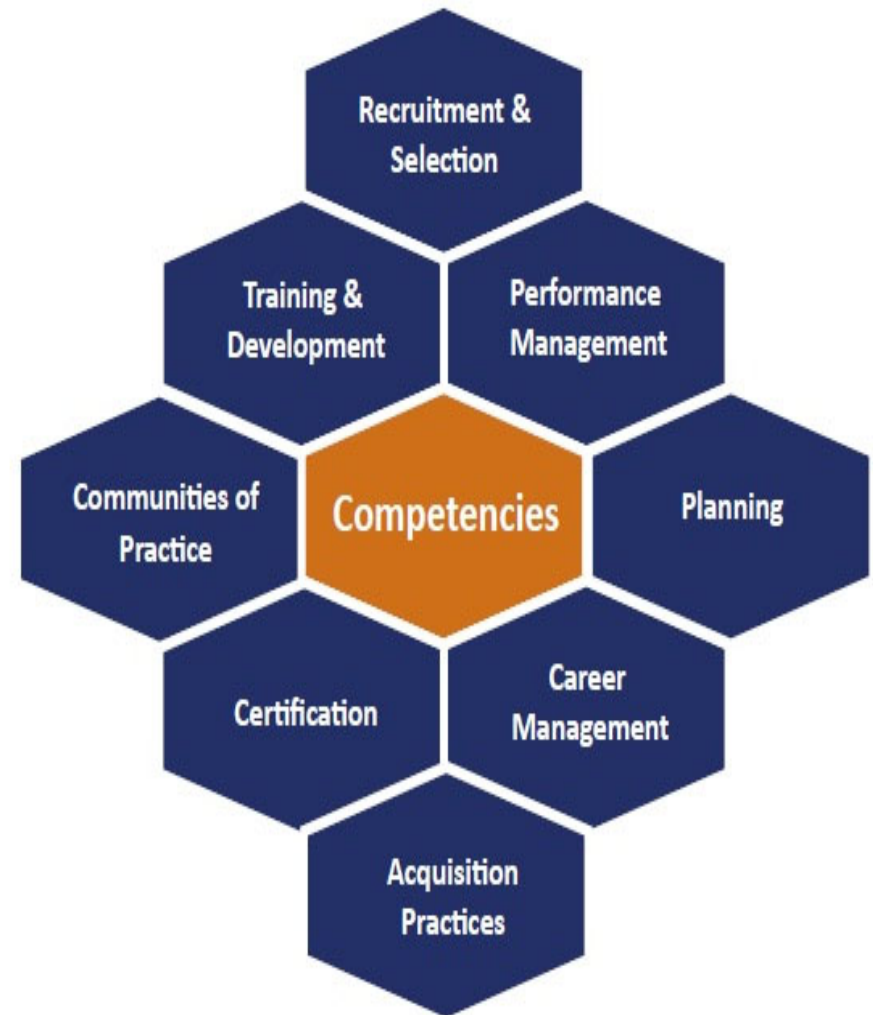 Recruitment &
Selection
Training &
Development
Performance
Management
Communities of
Practice
Competencies
Planning
Certification
Career
Management
Acquisition
Practices